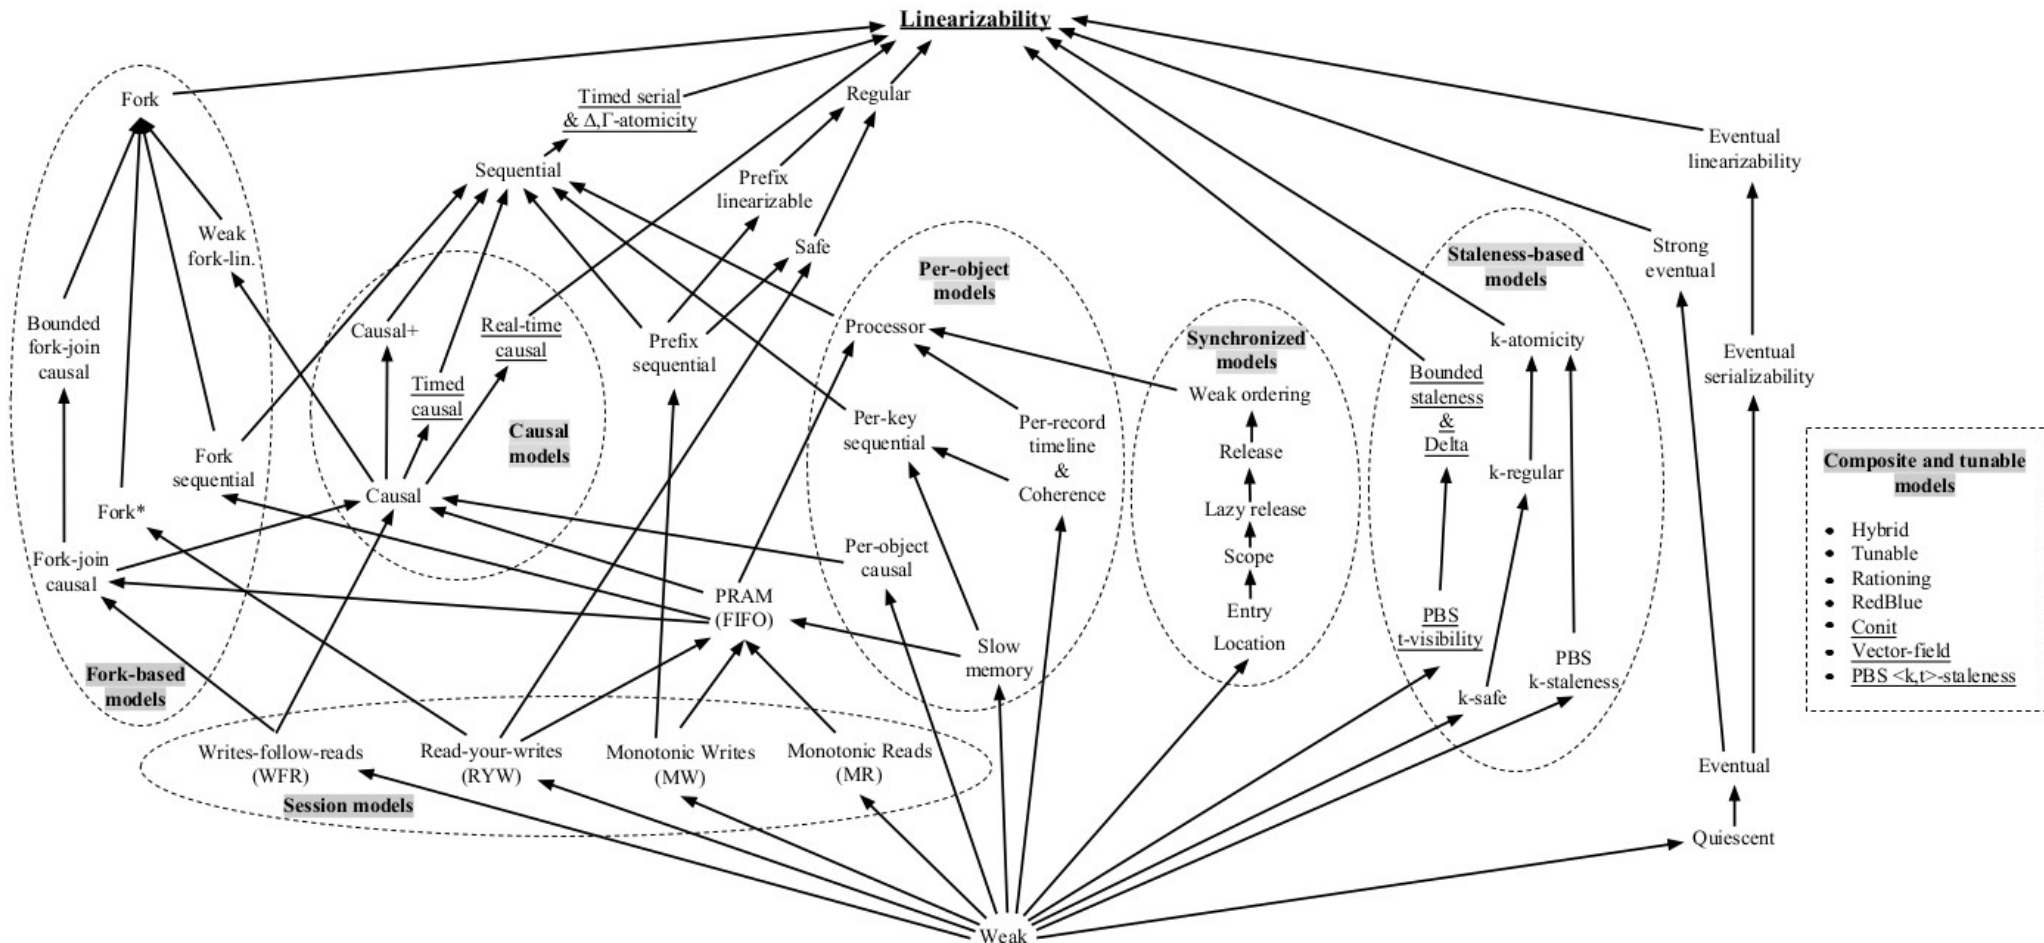 Linearizability
Fork
Timed serial
& Δ,Γ-atomicity
Regular
Eventual
linearizability
Sequential
Prefix
linearizable
Weak
fork-lin.
Safe
Per-object
models
Staleness-based
models
Strong
eventual
Bounded
fork-join
causal
Causal+
Real-time
causal
Prefix
sequential
Processor
Synchronized
models
k-atomicity
Eventual
serializability
Timed
causal
Bounded
staleness
&
Delta
Weak ordering
Causal
models
Per-key
sequential
Per-record
timeline
&
Coherence
Release
k-regular
Composite and tunable
models
• Hybrid
• Tunable
• Rationing
• RedBlue
• Conit
• Vector-field
• PBS <k,t>-staleness
Fork
sequential
Fork*
Causal
Lazy release
Fork-join
causal
Per-object
causal
Scope
PRAM
(FIFO)
Entry
Location
PBS
t-visibility
Slow
memory
PBS
k-staleness
k-safe
Fork-based
models
Writes-follow-reads
(WFR)
Read-your-writes
(RYW)
Monotonic Writes
(MW)
Monotonic Reads
(MR)
Session models
Eventual
Quiescent
Weak